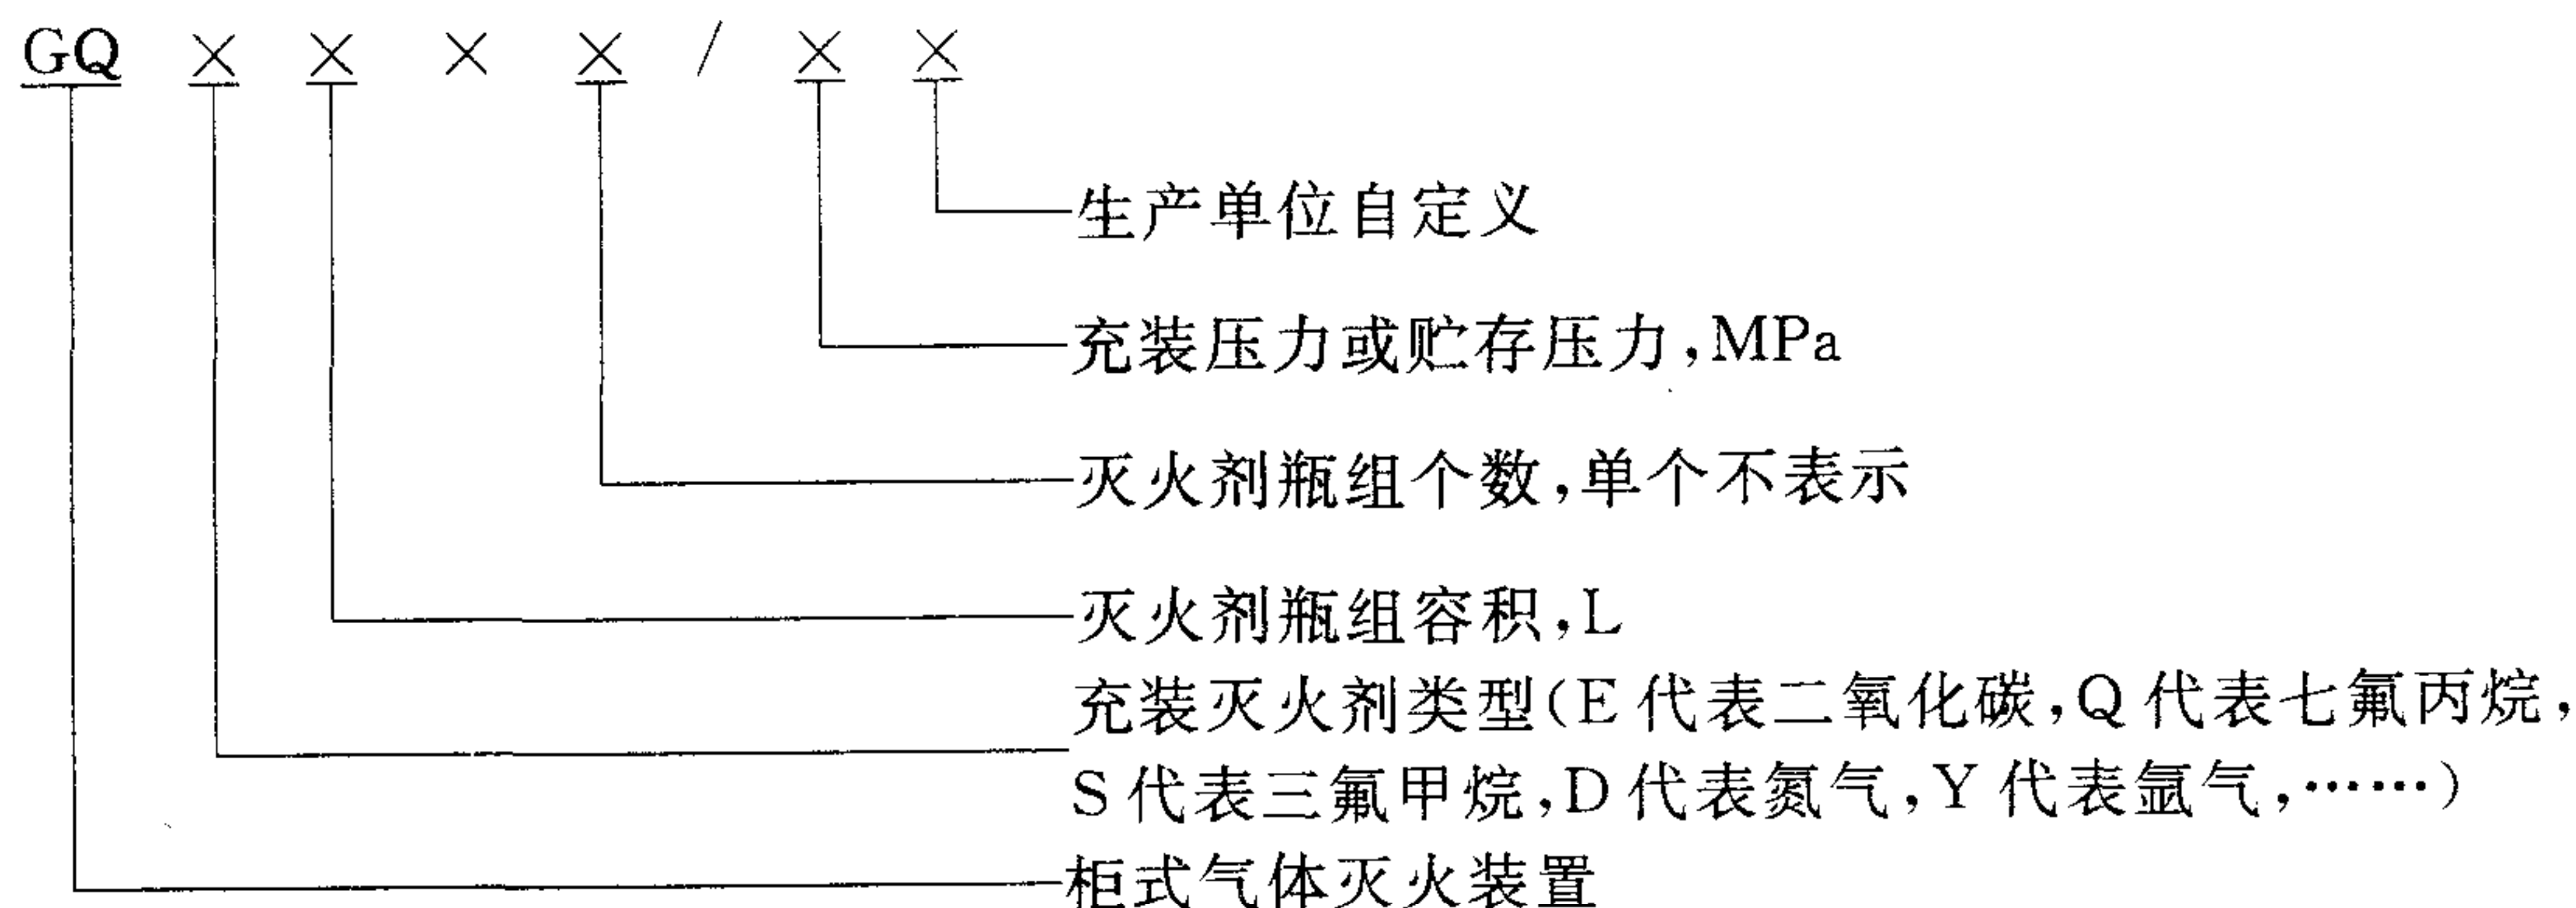 GQ × × × × / × ×
生产单位自定义
充装压力或贮存压力,MPa
灭火剂瓶组个数,单个不表示
灭火剂瓶组容积,L
充装灭火剂类型(E代表二氧化碳,Q代表七氟丙烷,
S代表三氟甲烷,D代表氮气,Y代表氩气,……)
柜式气体灭火装置